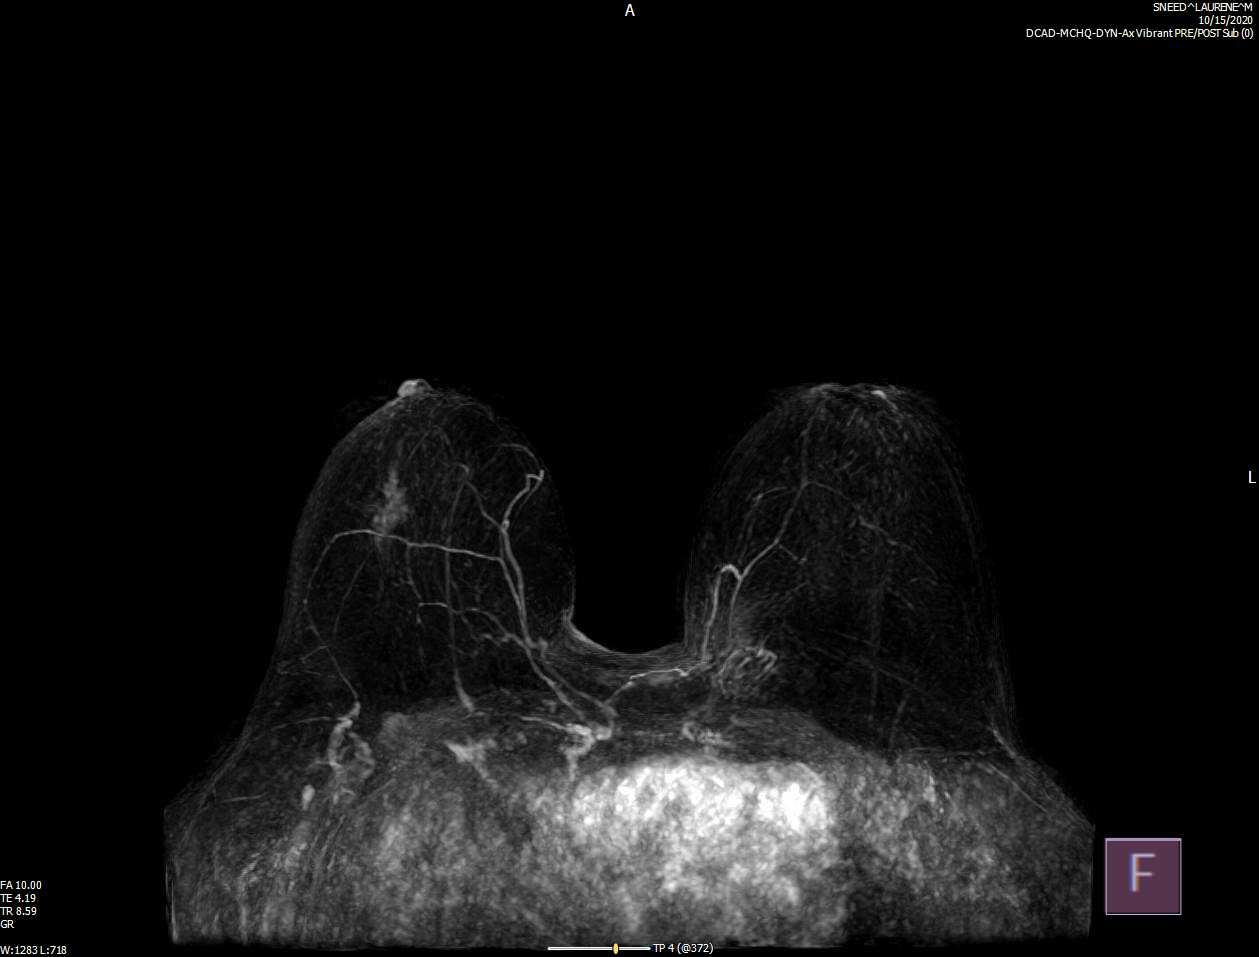 A
SNEED^LAURENE^M
10/15/2020
DCAD-MCHQ-DYN-Ax Vibrant PRE/POST Sub (0)
L
F
FA 10.00
TE 4.19
TR 8.59
GR
W:1283 L:718
TP 4 (@372)